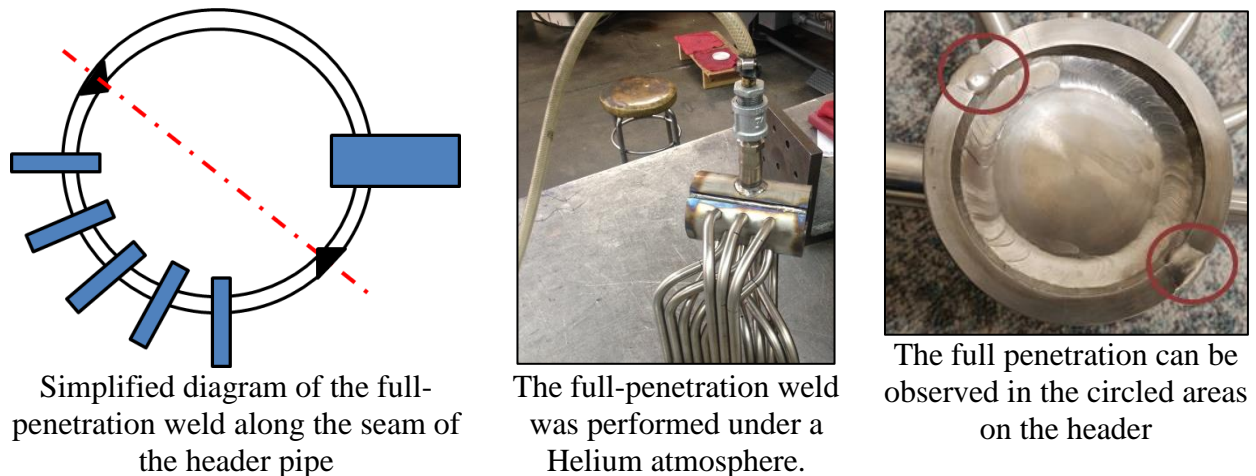 Simplified diagram of the full-
penetration weld along the seam of
the header pipe
The full-penetration weld
was performed under a
Helium atmosphere.
The full penetration can be
observed in the circled areas
on the header